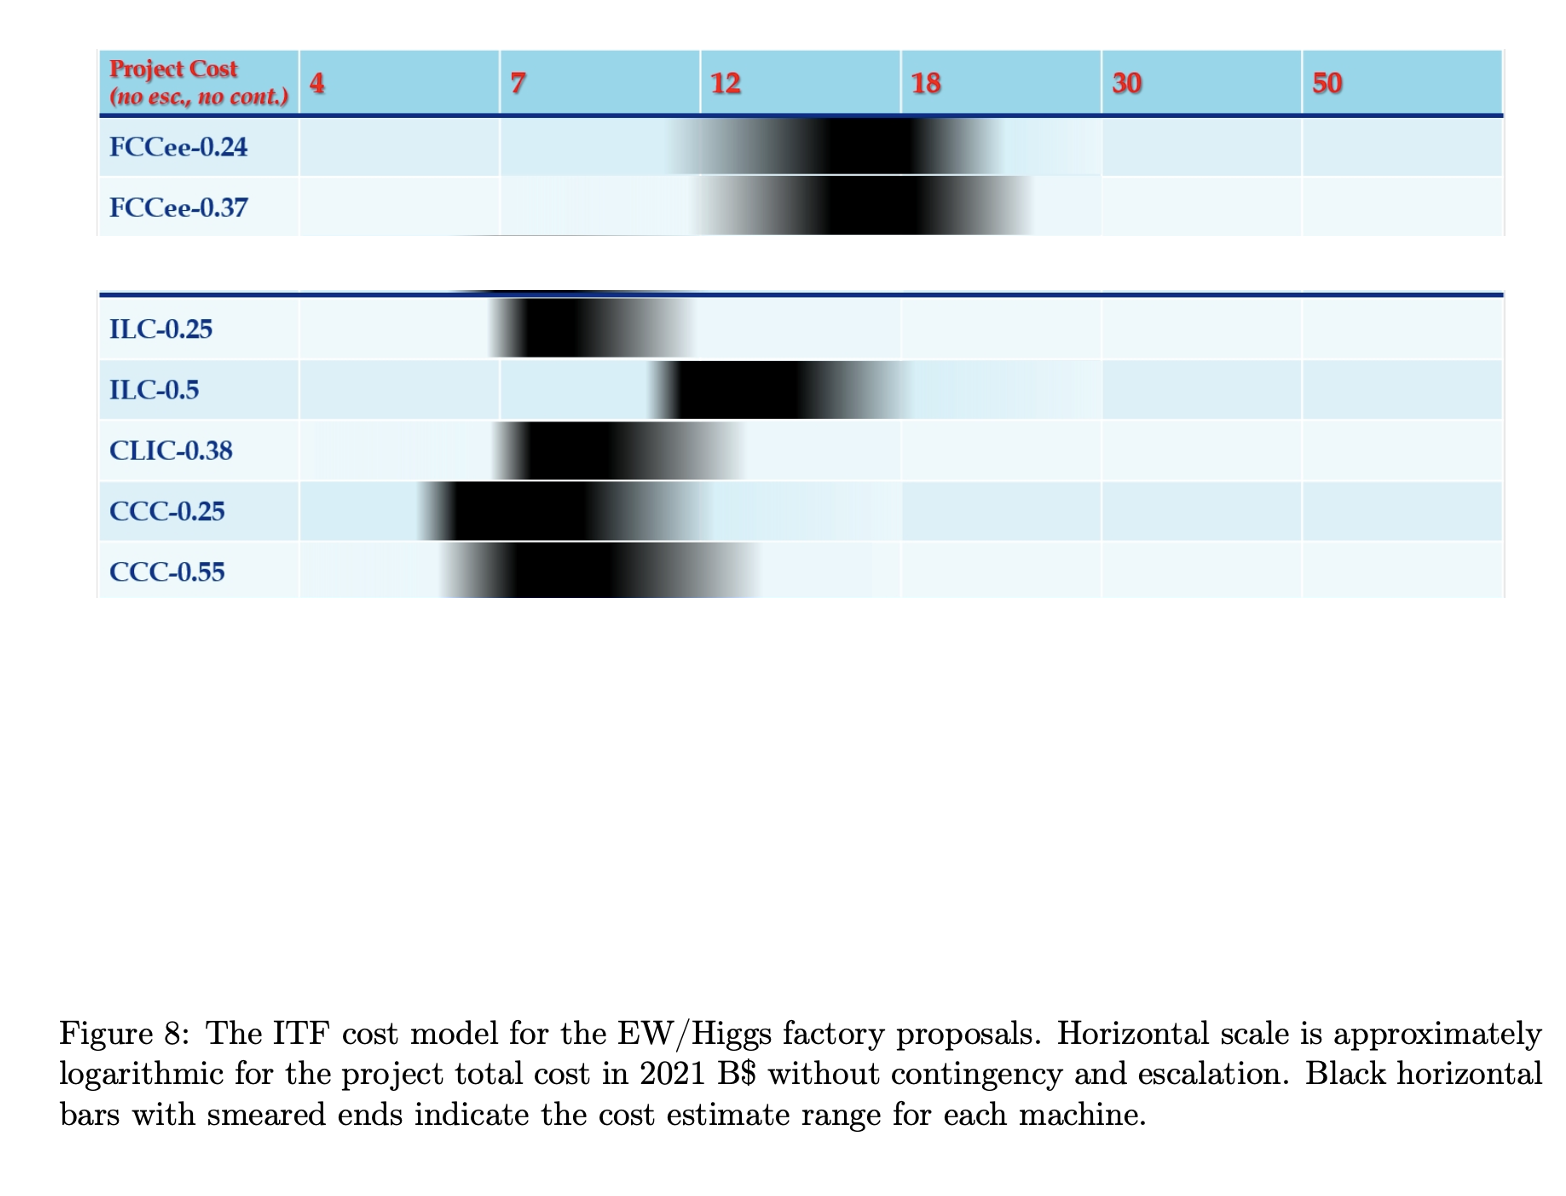 Project Cost
(no esc., no cont.) 4 7 12 18 30 50
FCCee-0.24
FCCee-0.37
ILC-0.25
ILC-0.5
CLIC-0.38
CCC-0.25
CCC-0.55
Figure 8: The ITF cost model for the EW/Higgs factory proposals. Horizontal scale is approximately
logarithmic for the project total cost in 2021 B$ without contingency and escalation. Black horizontal
bars with smeared ends indicate the cost estimate range for each machine.